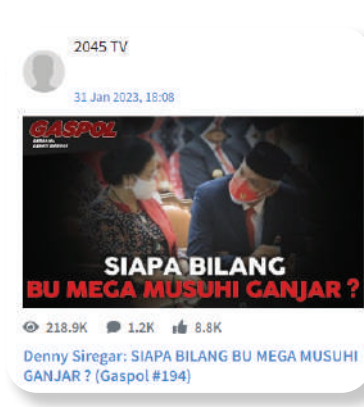 2045 TV
31 Jan 2023, 18:08
GASPOL
SIAPA BILANG
BU MEGA MUSUHI GANJAR ?
218.9K 1.2K 8.8K
Denny Siregar: SIAPA BILANG BU MEGA MUSUHI
GANJAR ? (Gaspol #194)